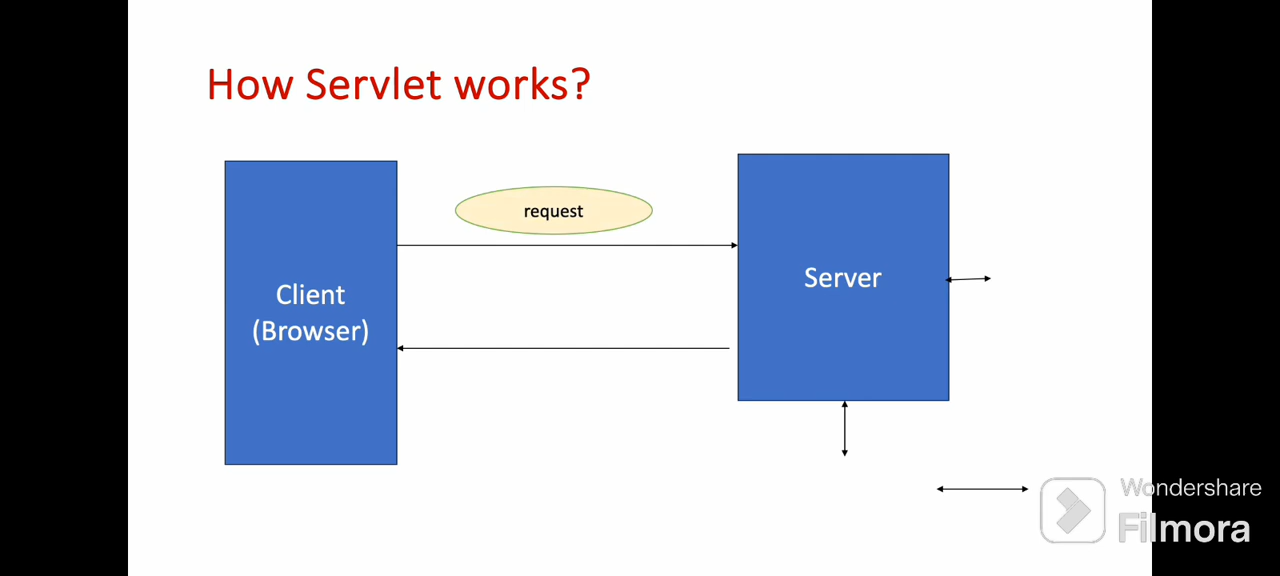 How Servlet works?
request
Client
(Browser)
Server
Wondershare
Filmora